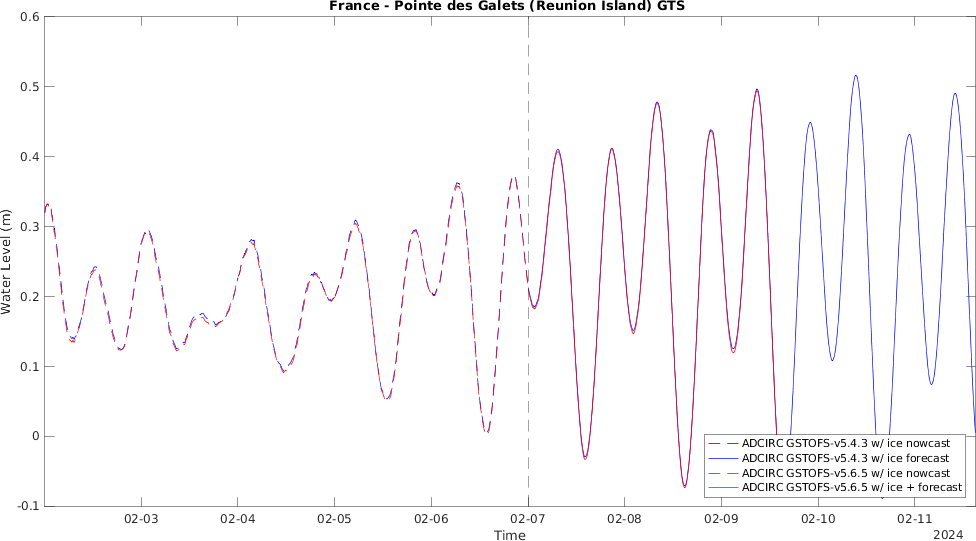 France - Pointe des Galets (Reunion Island) GTS
0.6
0.5
0.4
0.3
0.2
0.1
0
-0.1
Water Level (m)
ADCIRC GSTOFS-v5.4.3 w/ ice nowcast
ADCIRC GSTOFS-v5.4.3 w/ ice forecast
ADCIRC GSTOFS-v5.6.5 w/ ice nowcast
ADCIRC GSTOFS-v5.6.5 w/ ice + forecast
02-03 02-04 02-05 02-06 02-07 02-08 02-09 02-10 02-11
Time
2024